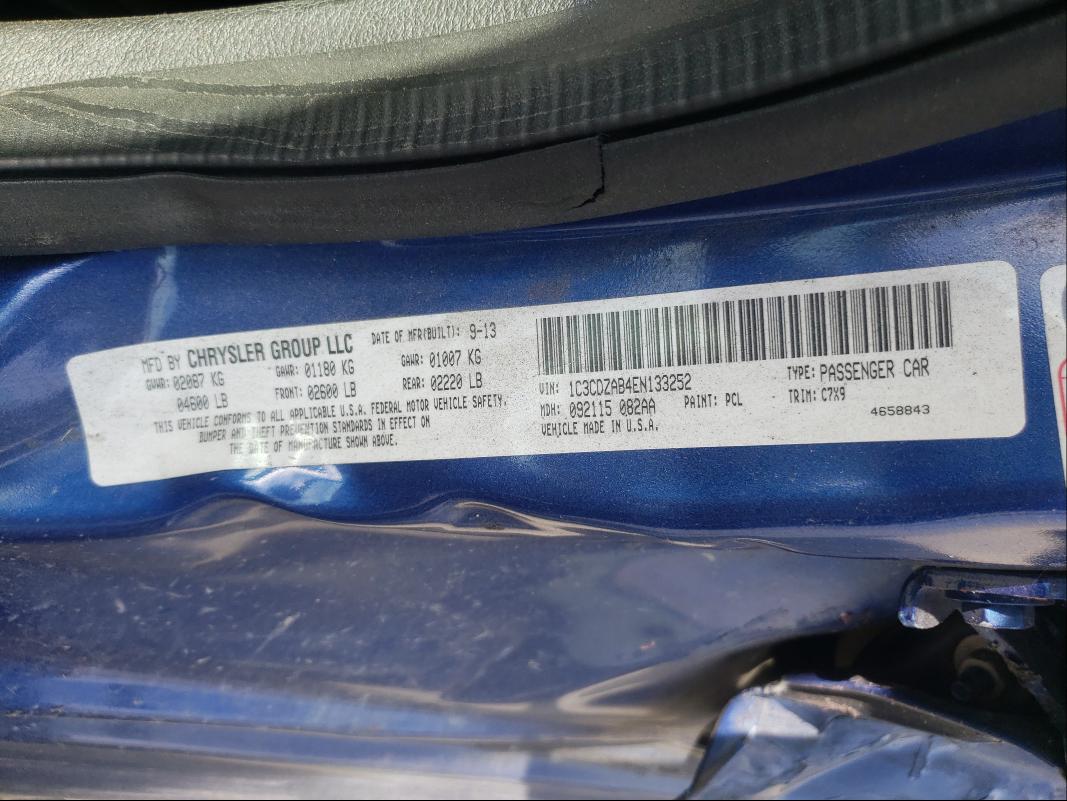 MFD BY CHRYSLER GROUP LLC DATE OF MFR(BUILT): 9-13
GVWR: 02087 KG GAWR: 01180 KG GAWR: 01007 KG
04600 LB FRONT: 02600 LB REAR: 02220 LB
THIS VEHICLE CONFORMS TO ALL APPLICABLE U.S.A. FEDERAL MOTOR VEHICLE SAFETY,
BUMPER AND THEFT PREVENTION STANDARDS IN EFFECT ON
THE DATE OF MANUFACTURE SHOWN ABOVE.
VIN: 1C3CDZAB4EN133252 TYPE: PASSENGER CAR
MDH: 092115 082AA PAINT: PCL TRIM: C7X9
VEHICLE MADE IN U.S.A. 4658843